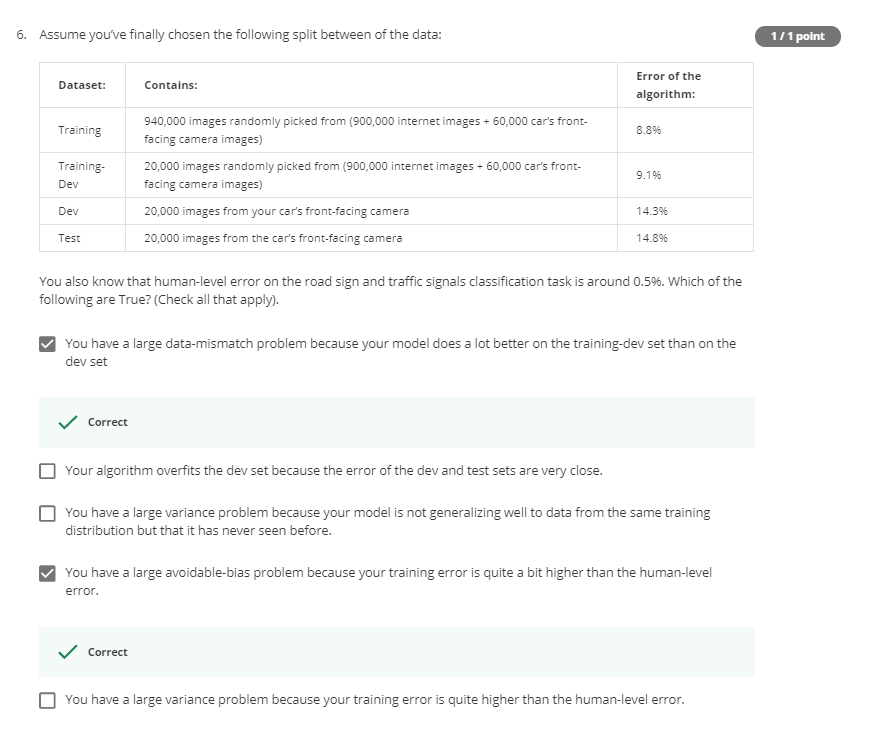 6. Assume you've finally chosen the following split between of the data:
1 / 1 point
Dataset: Contains: Error of the
algorithm:
Training 940,000 images randomly picked from (900,000 internet images + 60,000 car's front-
facing camera images) 8.8%
Training-
Dev 20,000 images randomly picked from (900,000 internet images + 60,000 car's front-
facing camera images) 9.1%
Dev 20,000 images from your car's front-facing camera 14.3%
Test 20,000 images from the car's front-facing camera 14.8%
You also know that human-level error on the road sign and traffic signals classification task is around 0.5%. Which of the
following are True? (Check all that apply).
You have a large data-mismatch problem because your model does a lot better on the training-dev set than on the
dev set
Correct
Your algorithm overfits the dev set because the error of the dev and test sets are very close.
You have a large variance problem because your model is not generalizing well to data from the same training
distribution but that it has never seen before.
You have a large avoidable-bias problem because your training error is quite a bit higher than the human-level
error.
Correct
You have a large variance problem because your training error is quite higher than the human-level error.